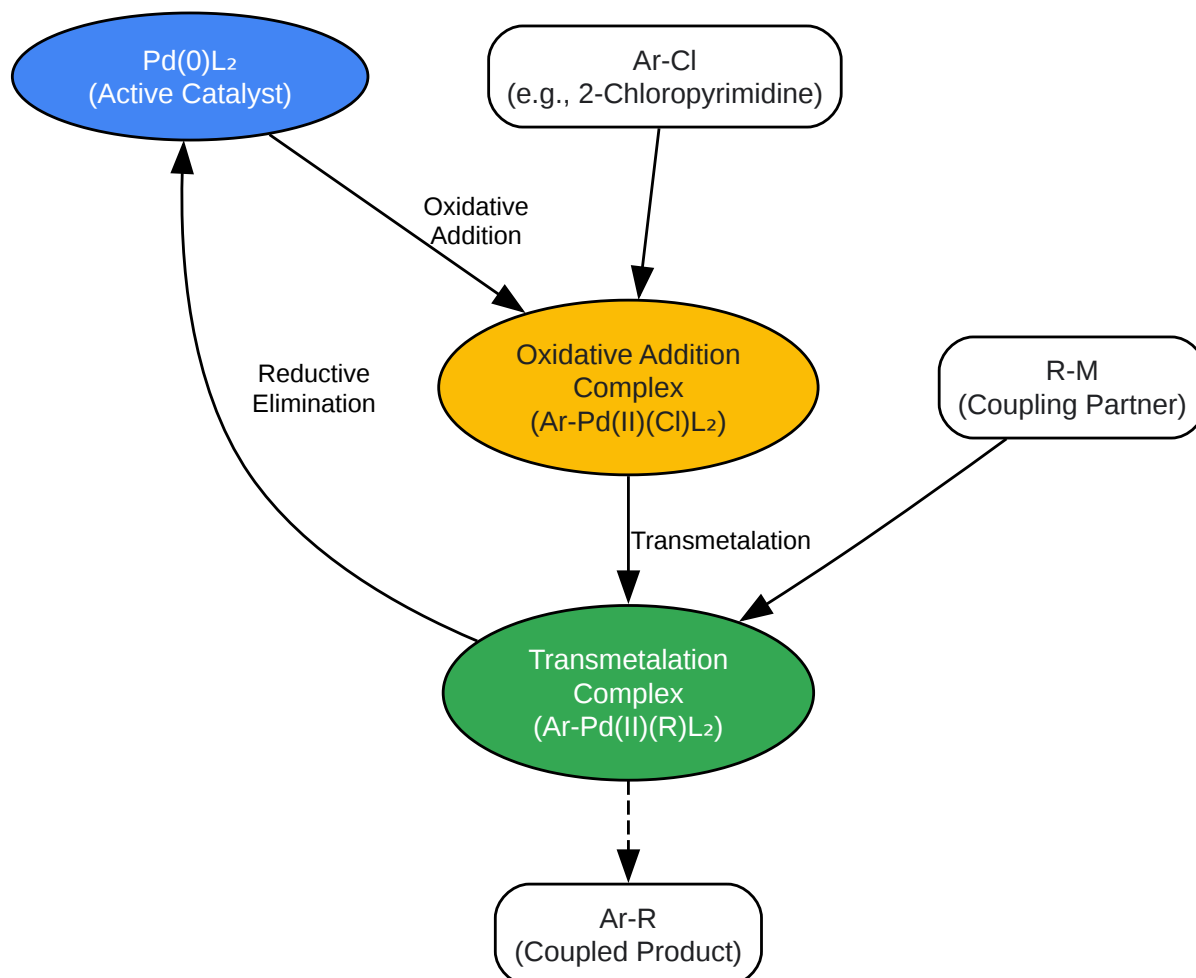 Pd(0)L₂
(Active Catalyst)
Ar-Cl
(e.g., 2-Chloropyrimidine)
Oxidative
Addition
Oxidative Addition
Complex
(Ar-Pd(II)(Cl)L₂)
Reductive
Elimination
R-M
(Coupling Partner)
Transmetalation
Transmetalation
Complex
(Ar-Pd(II)(R)L₂)
Ar-R
(Coupled Product)